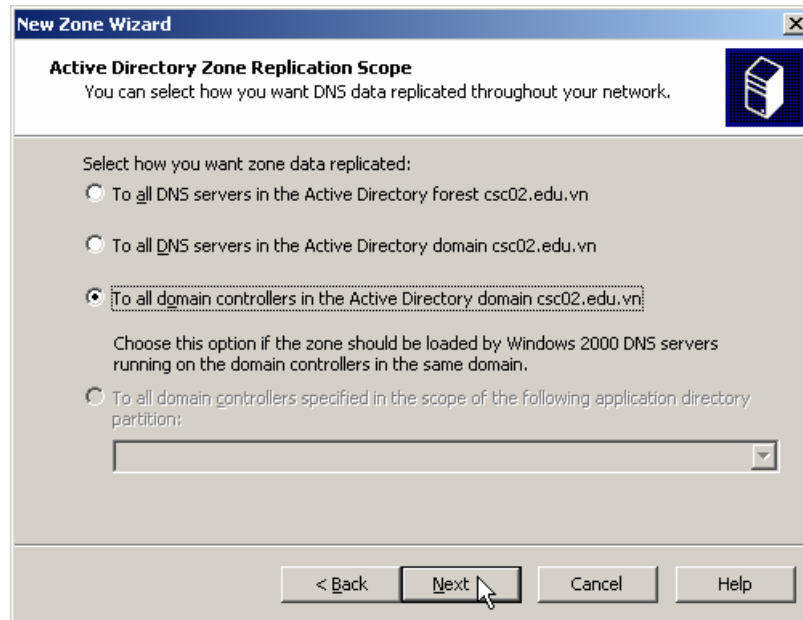 New Zone Wizard
Active Directory Zone Replication Scope
You can select how you want DNS data replicated throughout your network.
Select how you want zone data replicated:
To all DNS servers in the Active Directory forest csc02.edu.vn
To all DNS servers in the Active Directory domain csc02.edu.vn
To all domain controllers in the Active Directory domain csc02.edu.vn
Choose this option if the zone should be loaded by Windows 2000 DNS servers
running on the domain controllers in the same domain.
To all domain controllers specified in the scope of the following application directory
partition:
< Back Next Cancel Help